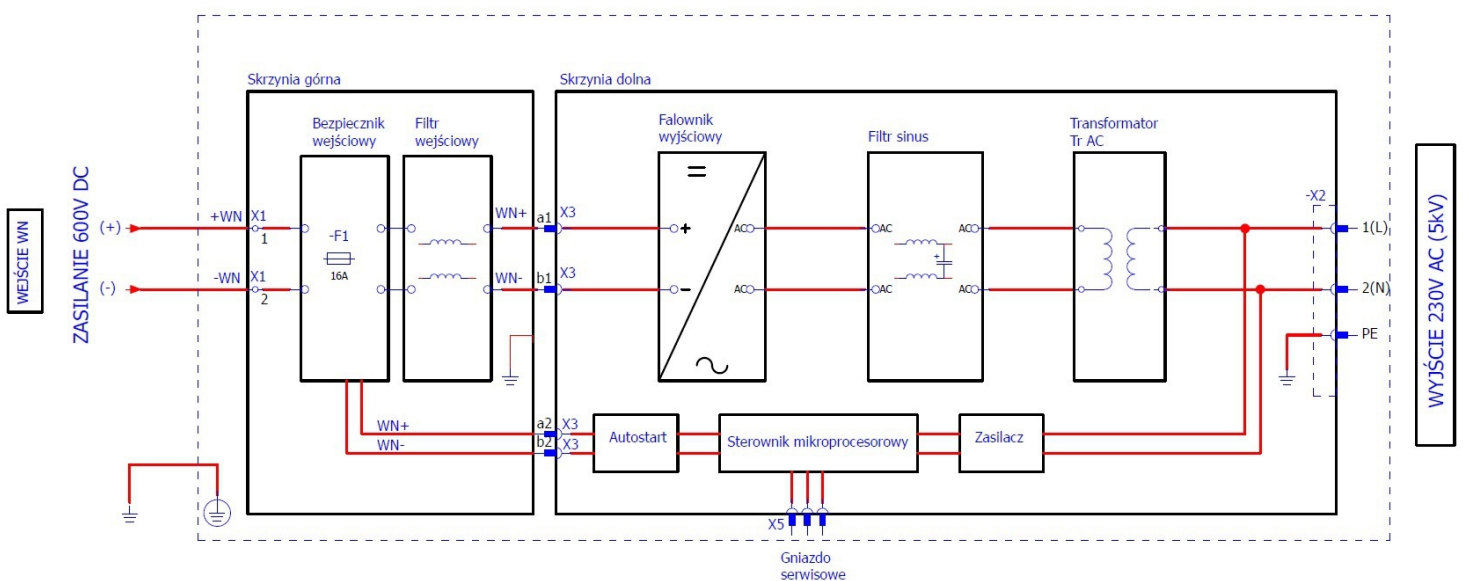 Skrzynia górna
Skrzynia dolna
Bezpiecznik
wejściowy
Filtr
wejściowy
Falownik
wyjściowy
Filtr sinus
Transformator
Tr AC
WEJŚCIE WN
ZASILANIE 600V DC
(+)
(-)
+WN
X1
1
-WN
X1
2
-F1
16A
WN+
a1
X3
WN-
b1
X3
+
-
AC
AC
AC
AC
+
AC
AC
-X2
1(L)
2(N)
PE
WYJŚCIE 230V AC (5kV)
WN+
a2
X3
WN-
b2
X3
Autostart
Sterownik mikroprocesorowy
Zasilacz
X5
Gniazdo
serwisowe